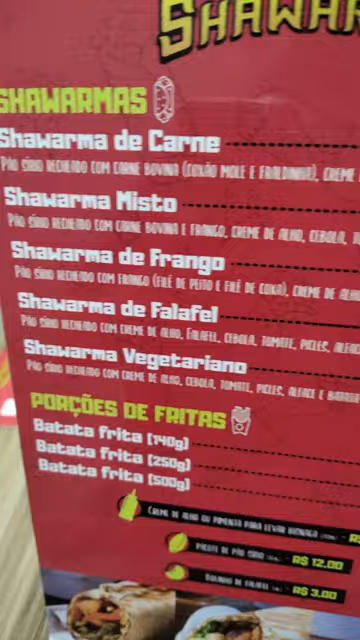 SHAWAR
SHAWARMAS
Shawarma de Carne
PÃO SÍRIO RECHEADO COM CARNE BOVINA (COXÃO MOLE E FRALDINHA), CREME
Shawarma Misto
PÃO SÍRIO RECHEADO COM CARNE BOVINA E FRANGO, CREME DE ALHO, CEBOLA,
Shawarma de Frango
PÃO SÍRIO RECHEADO COM FRANGO (FILÉ DE PEITO E FILÉ DE COXA), CREME DE
Shawarma de Falafel
PÃO SÍRIO RECHEADO COM CREME DE ALHO, FALAFEL, CEBOLA, TOMATE, PICLES,
Shawarma Vegetariano
PÃO SÍRIO RECHEADO COM CREME DE ALHO, CEBOLA, TOMATE, PICLES, ALFACE E
PORÇÕES DE FRITAS
Batata frita (140g)
Batata frita (250g)
Batata frita (500g)
CREME DE ALHO OU PIMENTA PARA LEVAR BISNAGA
PACOTE DE PÃO SÍRIO R$ 12.00
BOLINHO DE FALAFEL R$ 3.00